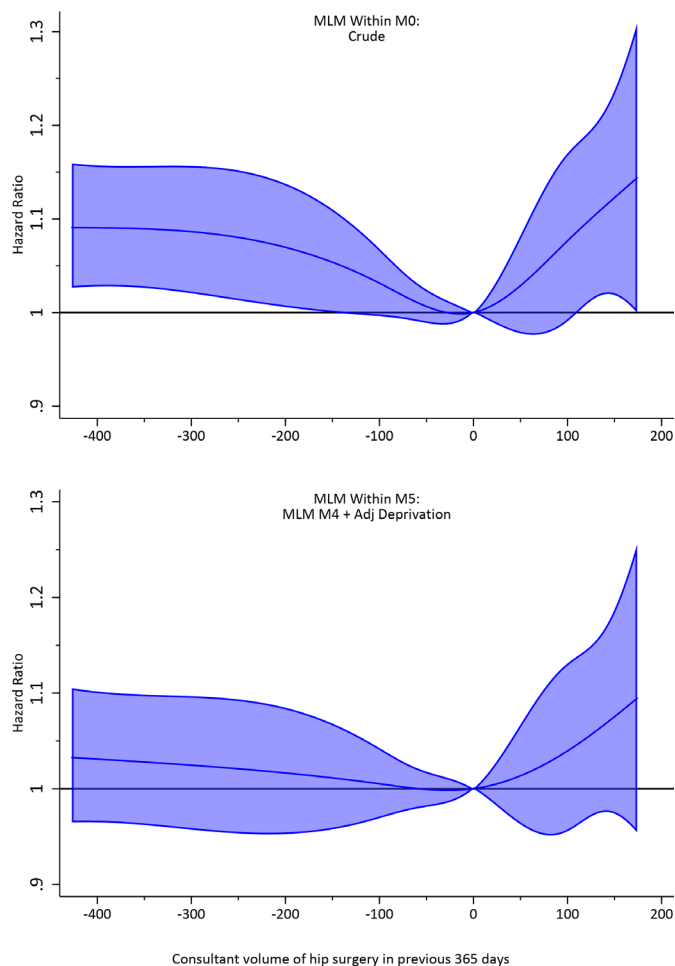 MLM Within M0:
Crude
1.3
1.2
1.1
1
.9
Hazard Ratio
-400 -300 -200 -100 0 100 200
MLM Within M5:
MLM M4 + Adj Deprivation
1.3
1.2
1.1
1
.9
Hazard Ratio
-400 -300 -200 -100 0 100 200
Consultant volume of hip surgery in previous 365 days